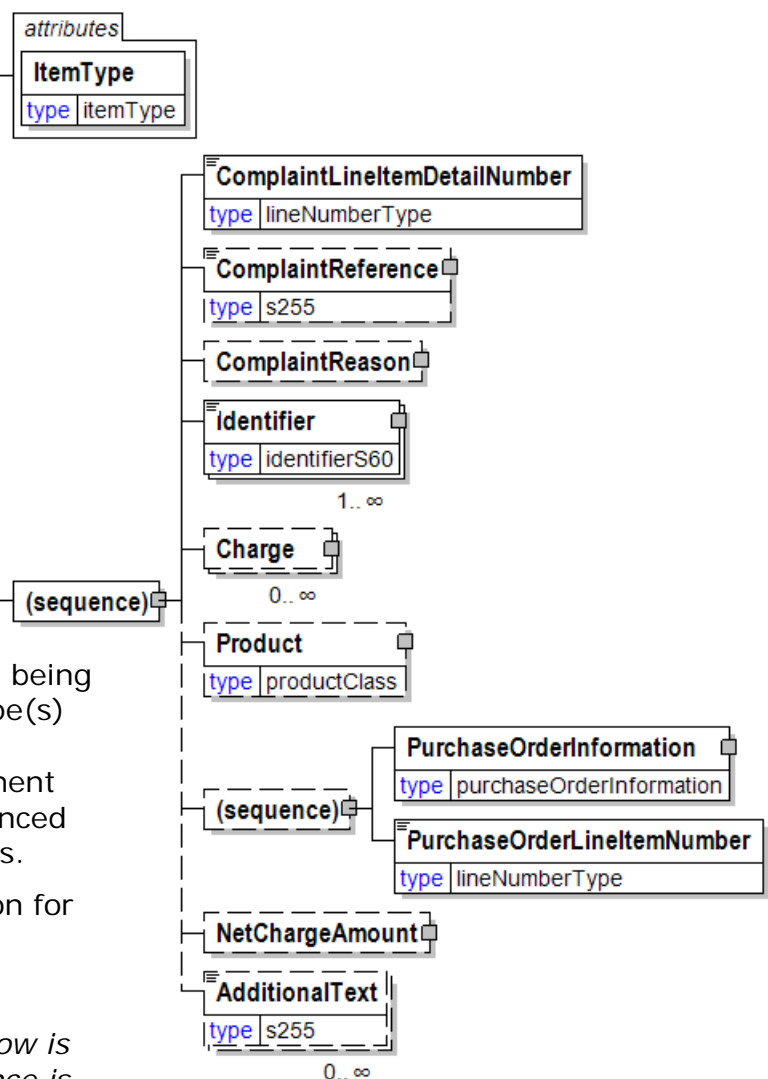 attributes
ItemType
type itemType
ComplaintLineItemDetailNumber
type lineNumberType
ComplaintReference
type s255
ComplaintReason
Identifier
type identifierS60
1.. ∞
Charge
0.. ∞
(sequence)
Product
type productClass
being
pe(s)
nent
nced
s.
on for
ow is
nce is
(sequence)
PurchaseOrderInformation
type purchaseOrderInformation
PurchaseOrderLineItemNumber
type lineNumberType
NetChargeAmount
AdditionalText
type s255
0.. ∞